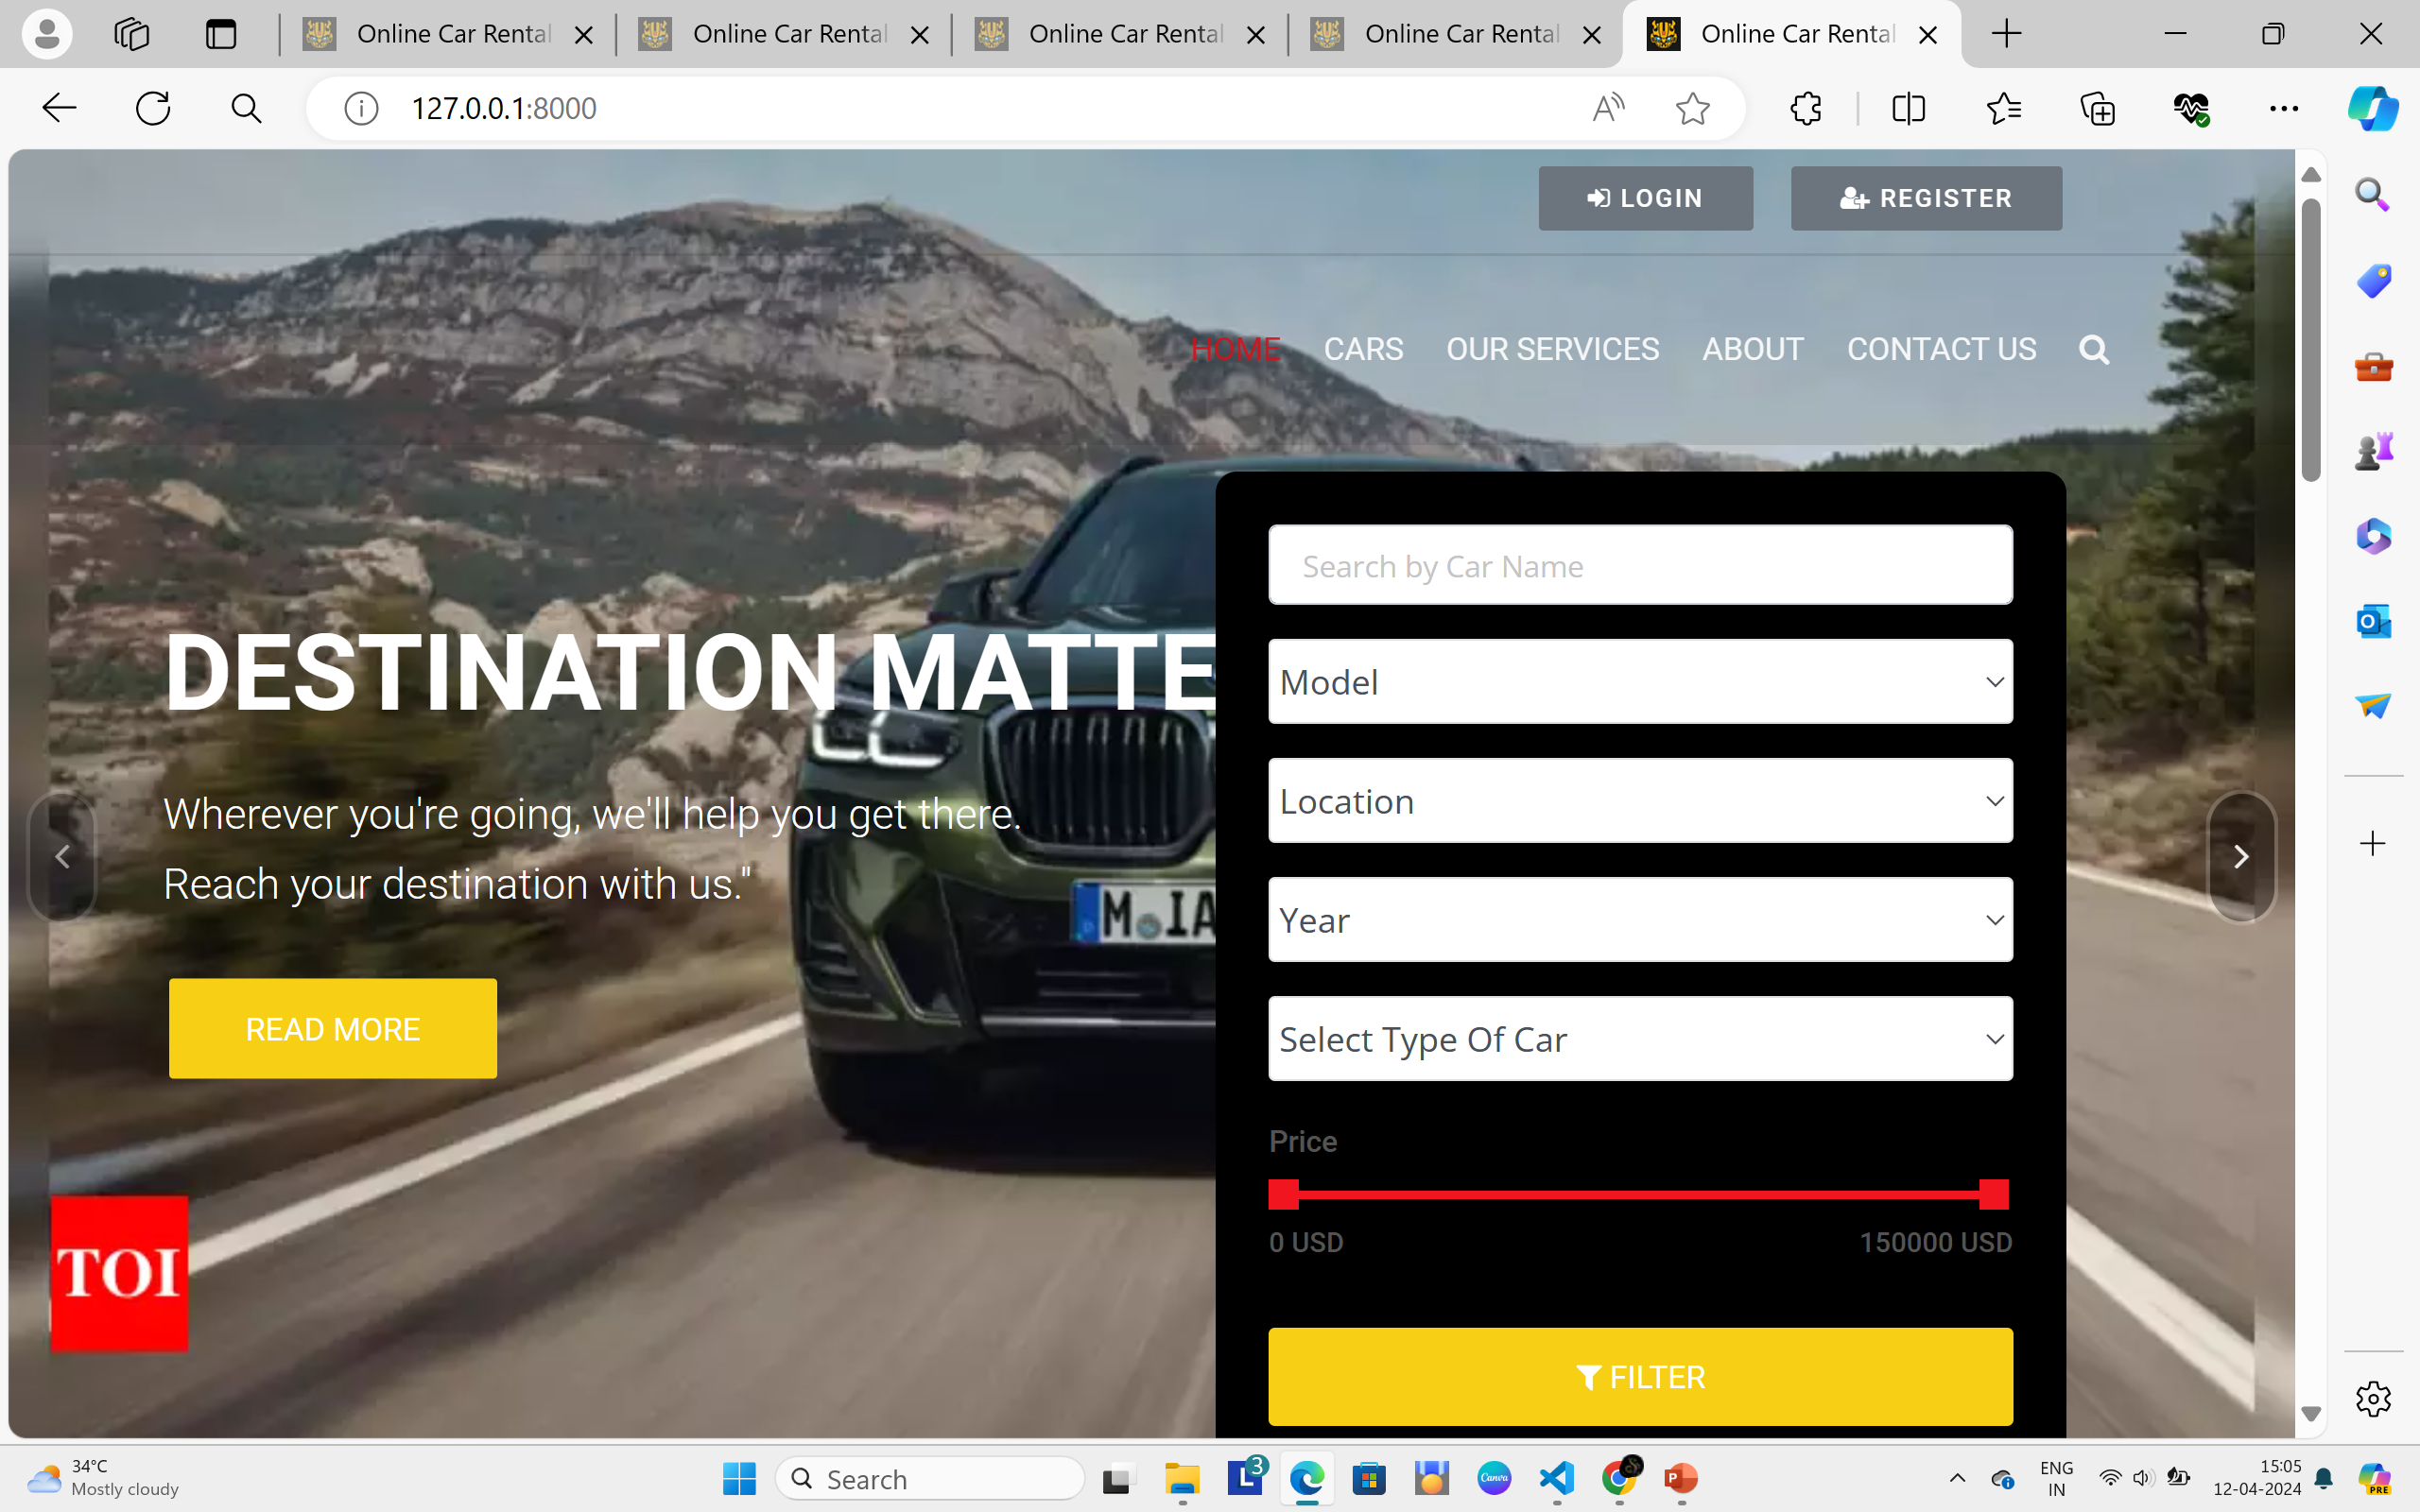 Online Car Rental
Online Car Rental
Online Car Rental
Online Car Rental
Online Car Rental
127.0.0.1:8000
LOGIN
REGISTER
HOME CARS OUR SERVICES ABOUT CONTACT US
Search by Car Name
Model
DESTINATION MATTE
Location
Wherever you're going, we'll help you get there.
Reach your destination with us."
M IA
Year
READ MORE
Select Type Of Car
Price
0 USD 150000 USD
TOI
FILTER
34°C
Mostly cloudy
Search
3
L
Canva
P
ENG
IN
15:05
12-04-2024
PRE